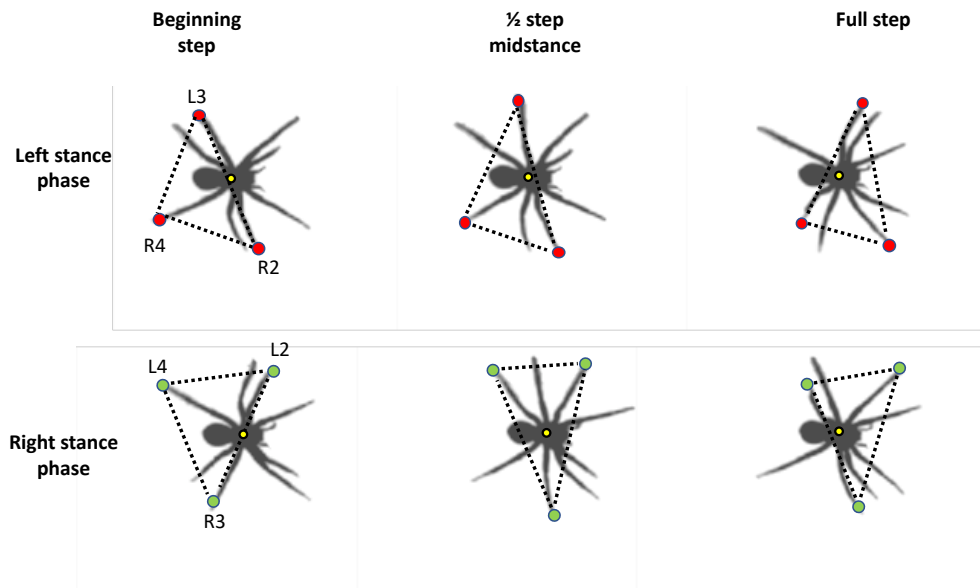 Beginning
step
½ step
midstance
Full step
Left stance
phase
L3
R4
R2
Right stance
phase
L4
L2
R3